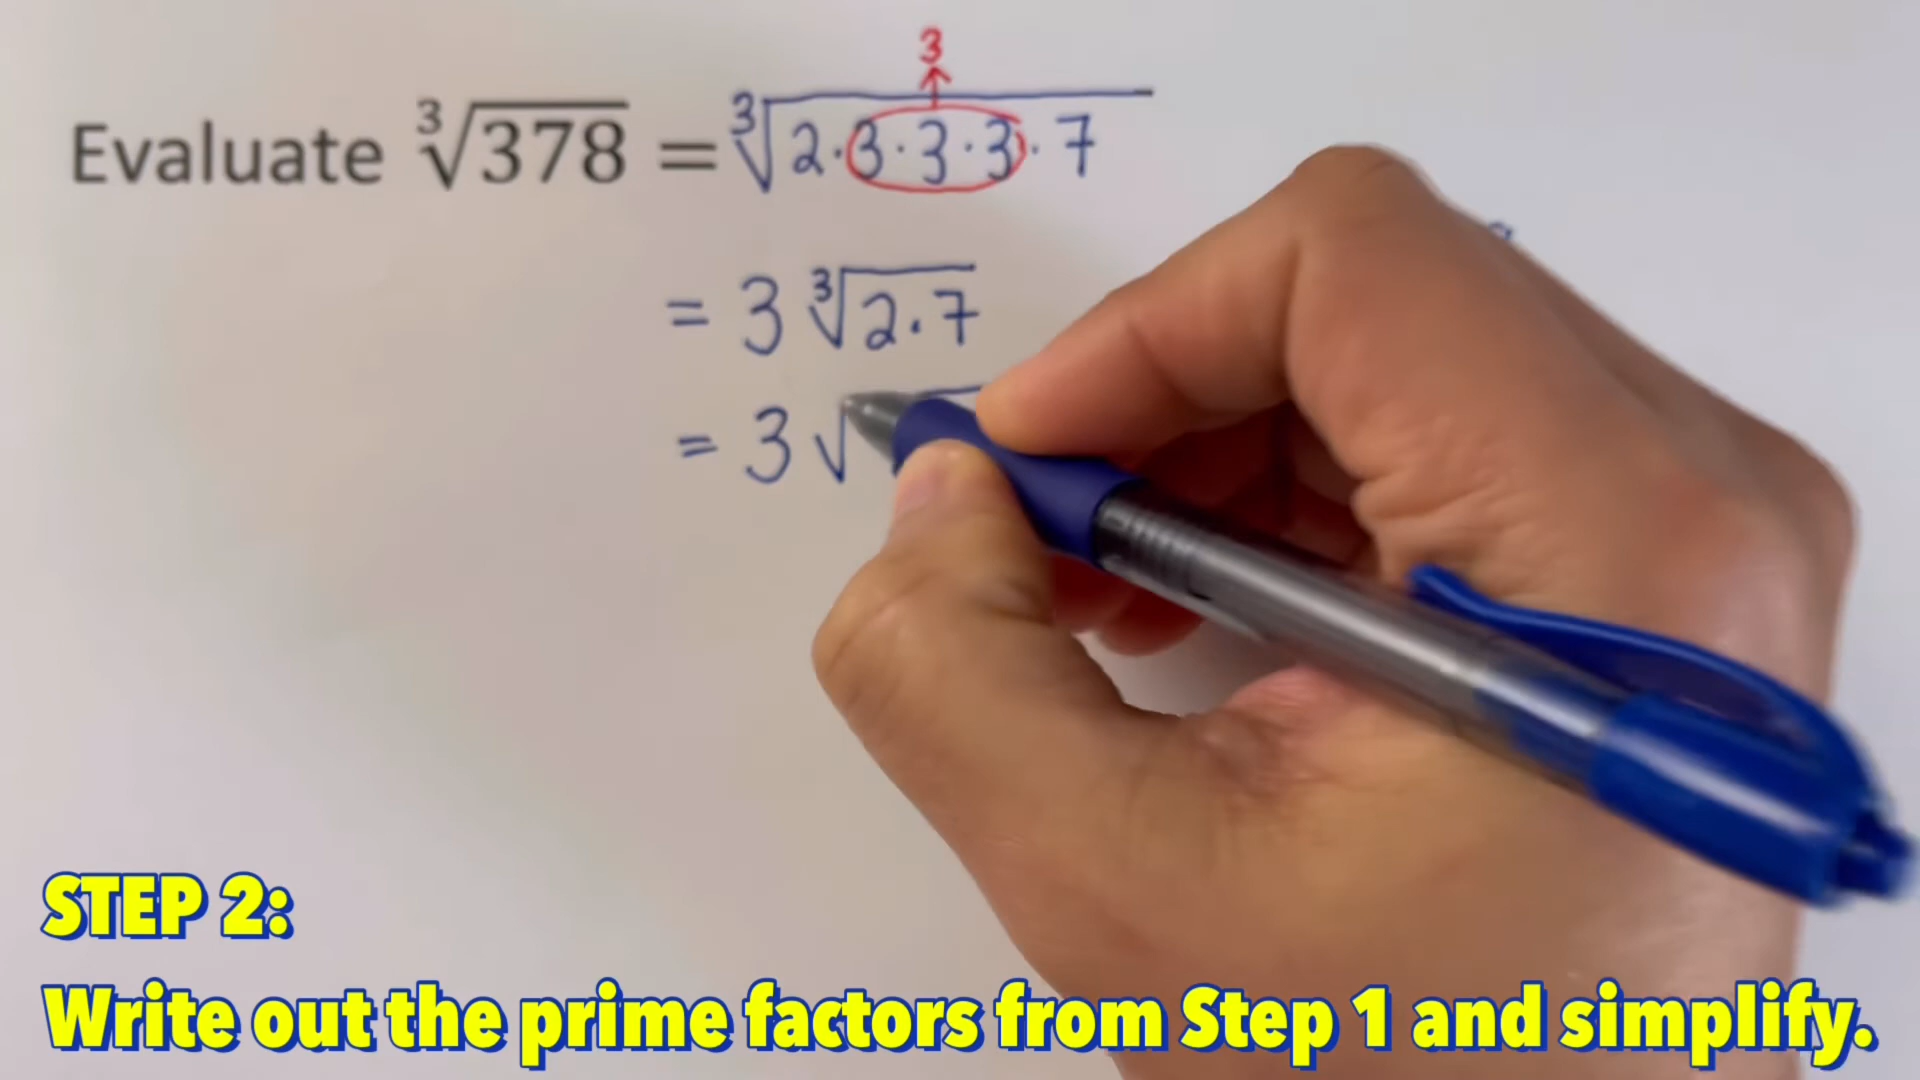 3
Evaluate ∛378 = ∛2·3·3·3·7
= 3 ∛2·7
= 3 √
STEP 2:
Write out the prime factors from Step 1 and simplify.